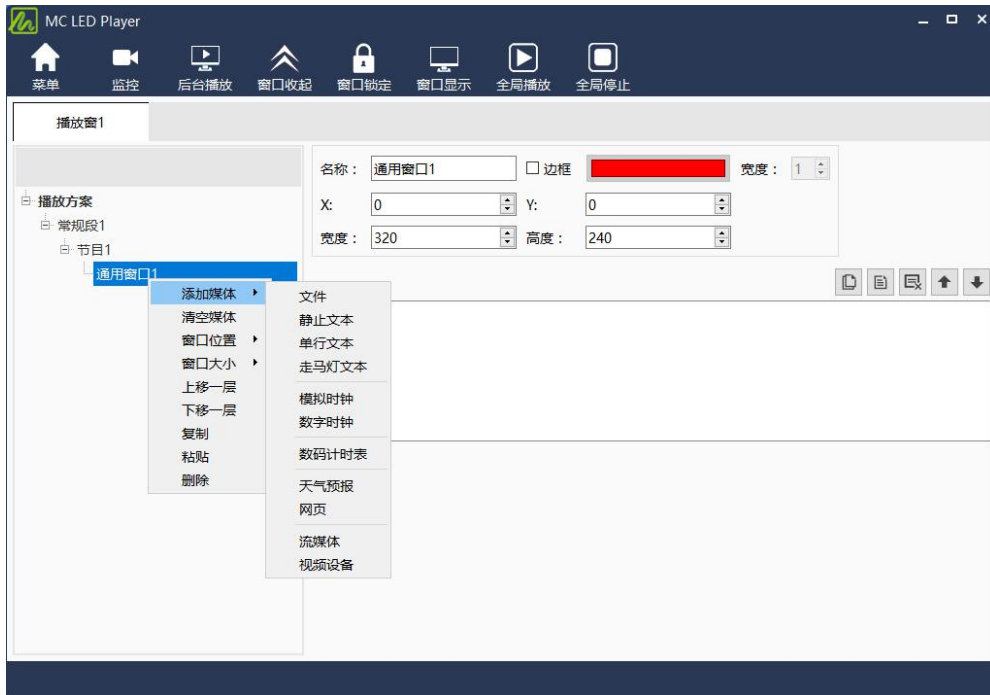 MC LED Player
菜单 监控 后台播放 窗口收起 窗口锁定 窗口显示 全局播放 全局停止
播放窗1
名称： 通用窗口1 边框 宽度： 1
X: 0 Y: 0
宽度： 320 高度： 240
播放方案
常规段1
节目1
通用窗口1
添加媒体
清空媒体
窗口位置
窗口大小
上移一层
下移一层
复制
粘贴
删除
文件
静止文本
单行文本
走马灯文本
模拟时钟
数字时钟
数码计时表
天气预报
网页
流媒体
视频设备